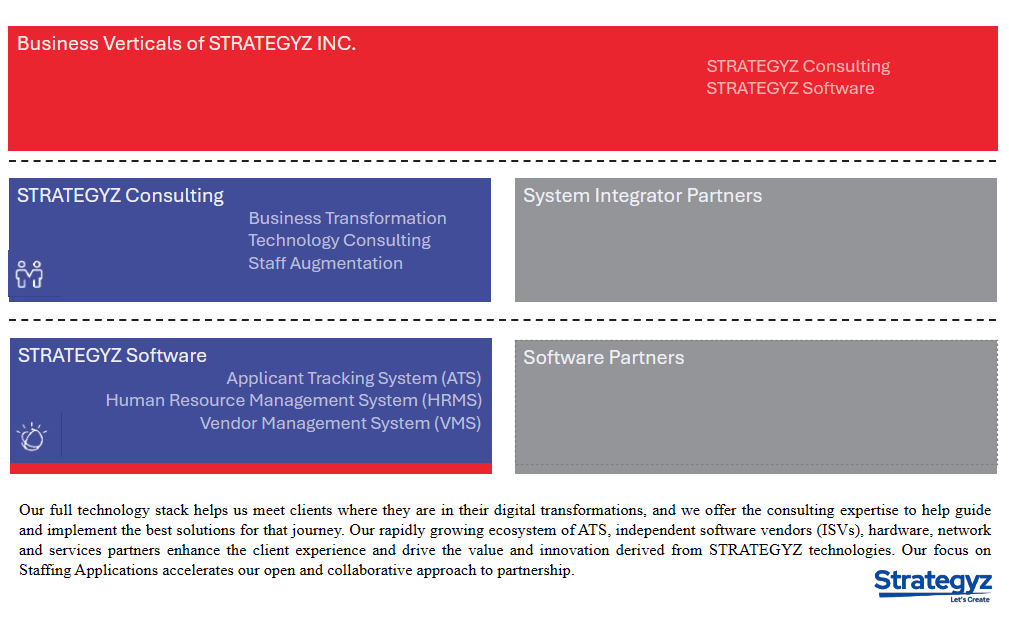 Business Verticals of STRATEGYZ INC.
STRATEGYZ Consulting
STRATEGYZ Software
STRATEGYZ Consulting
Business Transformation
Technology Consulting
Staff Augmentation
System Integrator Partners
STRATEGYZ Software
Applicant Tracking System (ATS)
Human Resource Management System (HRMS)
Vendor Management System (VMS)
Software Partners
Our full technology stack helps us meet clients where they are in their digital transformations, and we offer the consulting expertise to help guide
and implement the best solutions for that journey. Our rapidly growing ecosystem of ATS, independent software vendors (ISVs), hardware, network
and services partners enhance the client experience and drive the value and innovation derived from STRATEGYZ technologies. Our focus on
Staffing Applications accelerates our open and collaborative approach to partnership.
Strategyz
Let's Create